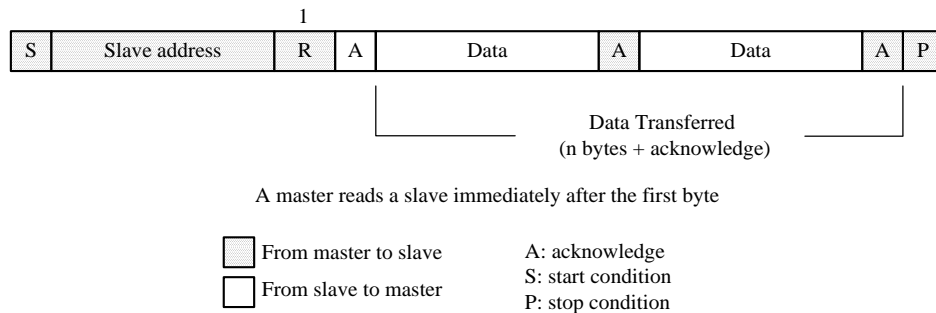 1
S Slave address R A Data A Data A P
Data Transferred
(n bytes + acknowledge)
A master reads a slave immediately after the first byte
From master to slave
From slave to master
A: acknowledge
S: start condition
P: stop condition